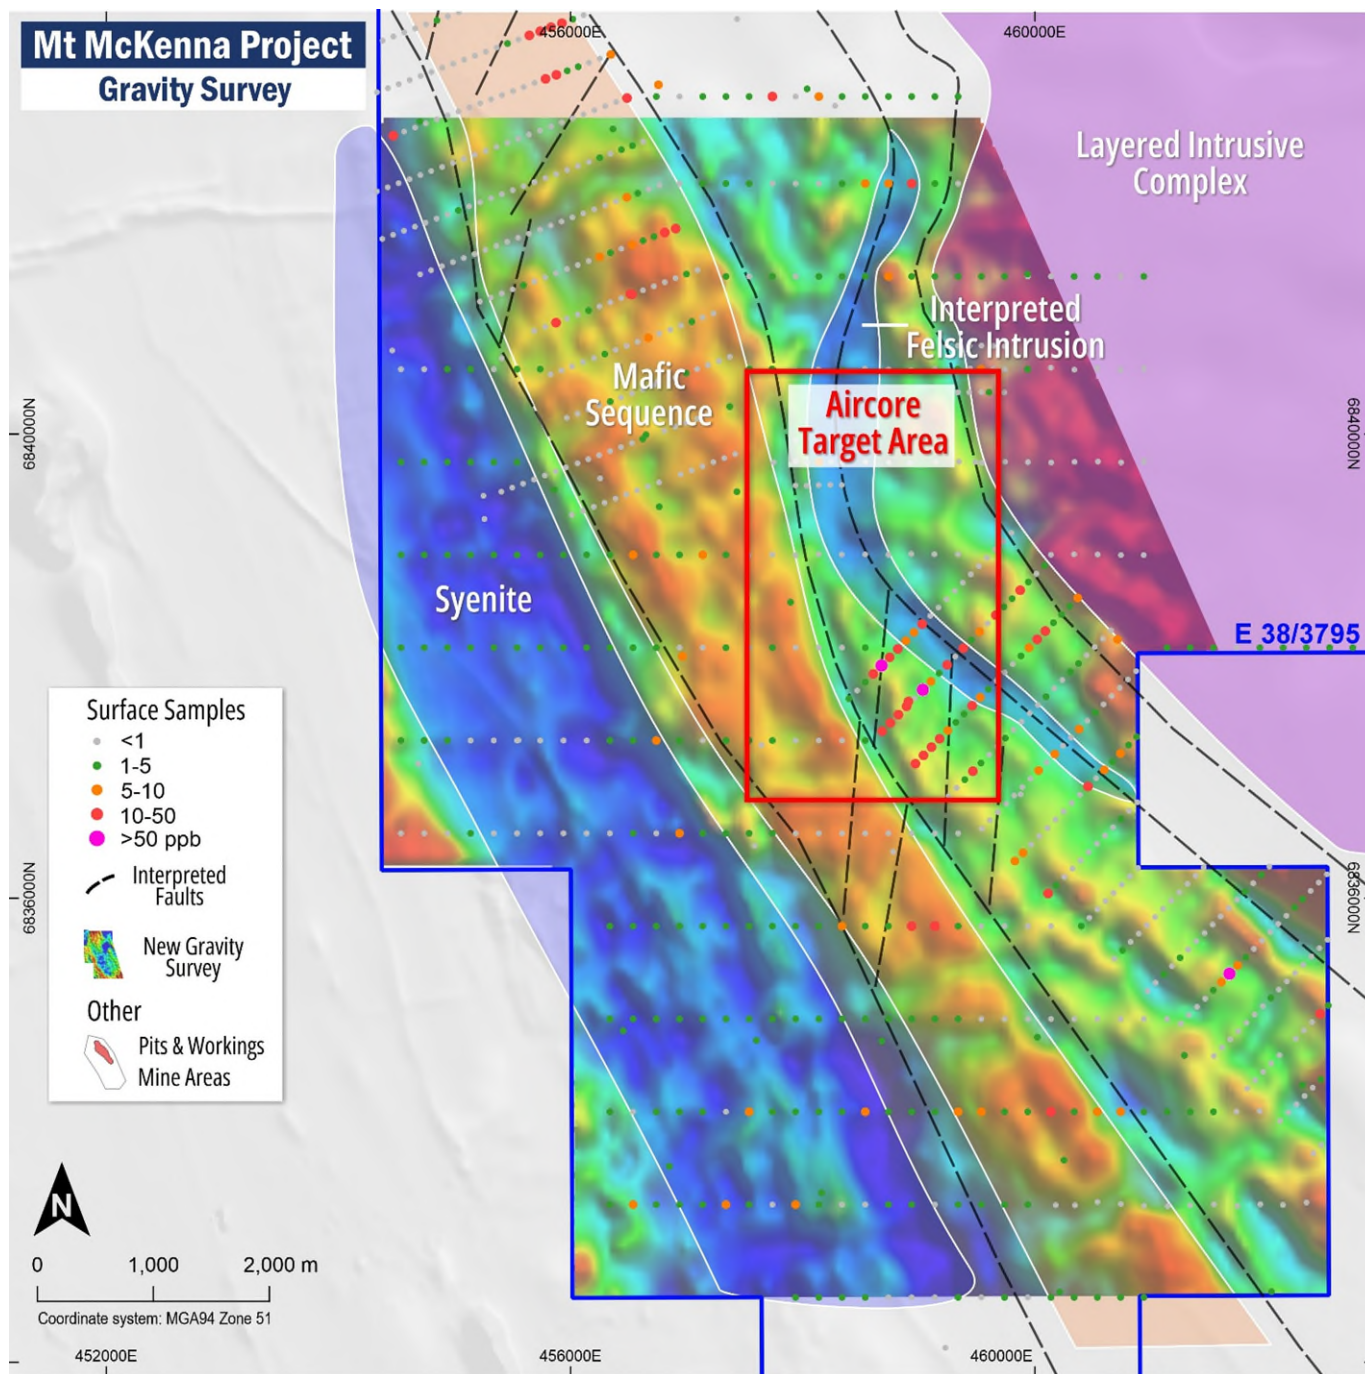 Mt McKenna Project
Gravity Survey
456000E
460000E
Layered Intrusive
Complex
Interpreted
Felsic Intrusion
Mafic
Sequence
Aircore
Target Area
6840000N
6840000N
Syenite
E 38/3795
Surface Samples
<1
1-5
5-10
10-50
>50 ppb
Interpreted
Faults
New Gravity
Survey
Other
Pits & Workings
Mine Areas
6836000N
6836000N
N
0 1,000 2,000 m
Coordinate system: MGA94 Zone 51
452000E
456000E
460000E